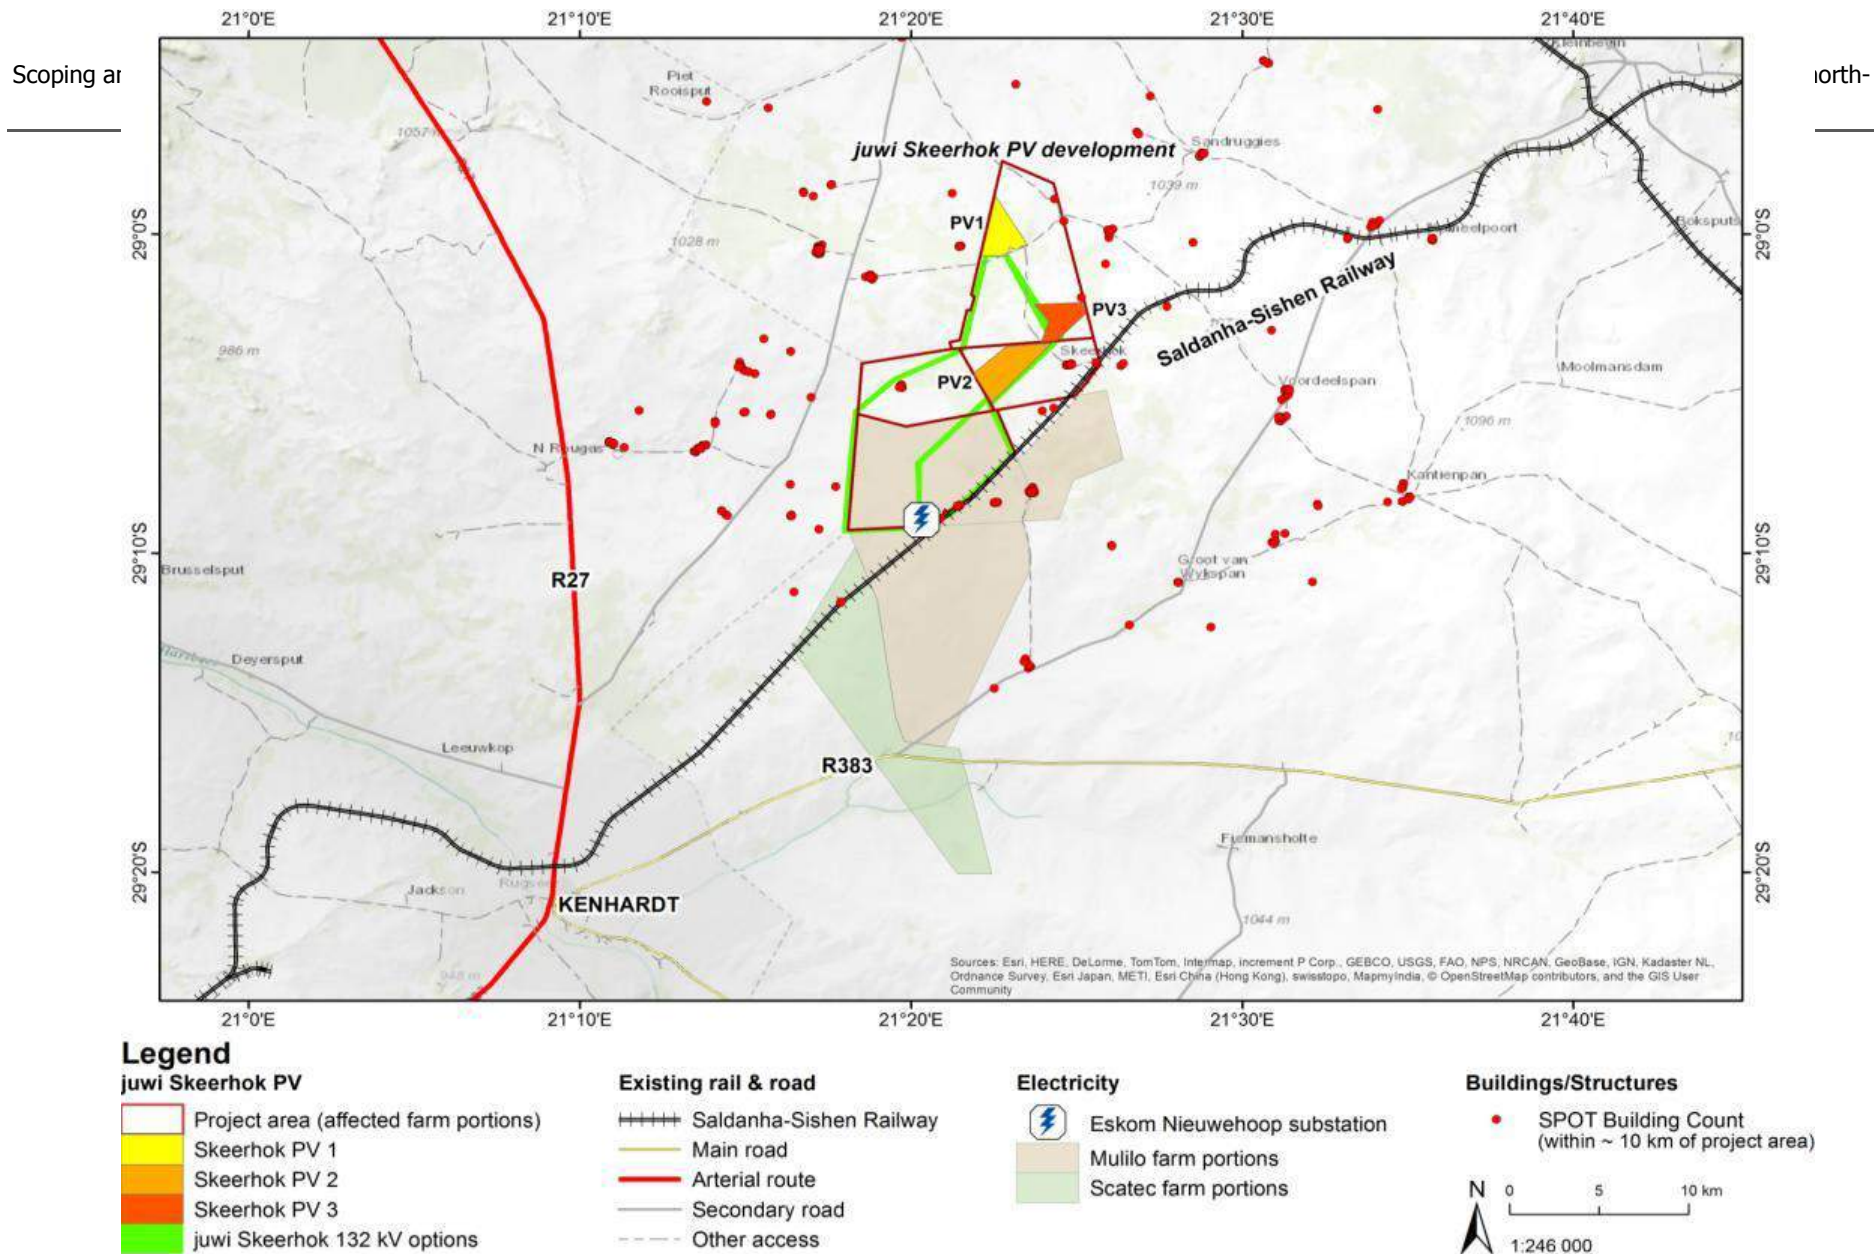 21°0'E 21°10'E 21°20'E 21°30'E 21°40'E
Scoping ar
north-
Kleinbegin
Piet
Rooisput
1057 m
juwi Skeerhok PV development
Sandruggies
1039 m
29°0'S
PV1
29°0'S
Boksputs
1028 m
Saldanha-Sishen Railway
PV3
986 m
Skeerhok
PV2
Voordeelspan
Moolmansdam
1096 m
N Rougas
Kantienpan
29°10'S
29°10'S
Groot van
Wykspan
Brusselsput
R27
Deyersput
Leeuwkop
R383
Jackson
29°20'S
29°20'S
KENHARDT
1044 m
948 m
Sources: Esri, HERE, DeLorme, TomTom, Intermap, increment P Corp., GEBCO, USGS, FAO, NPS, NRCAN, GeoBase, IGN, Kadaster NL,
Ordnance Survey, Esri Japan, METI, Esri China (Hong Kong), swisstopo, MapmyIndia, © OpenStreetMap contributors, and the GIS User
Community
21°0'E 21°10'E 21°20'E 21°30'E 21°40'E
Legend
juwi Skeerhok PV
Project area (affected farm portions)
Skeerhok PV 1
Skeerhok PV 2
Skeerhok PV 3
juwi Skeerhok 132 kV options
Existing rail & road
Saldanha-Sishen Railway
Main road
Arterial route
Secondary road
Other access
Electricity
Eskom Nieuwehoop substation
Mulilo farm portions
Scatec farm portions
Buildings/Structures
SPOT Building Count
(within ~ 10 km of project area)
N 0 5 10 km
1:246 000